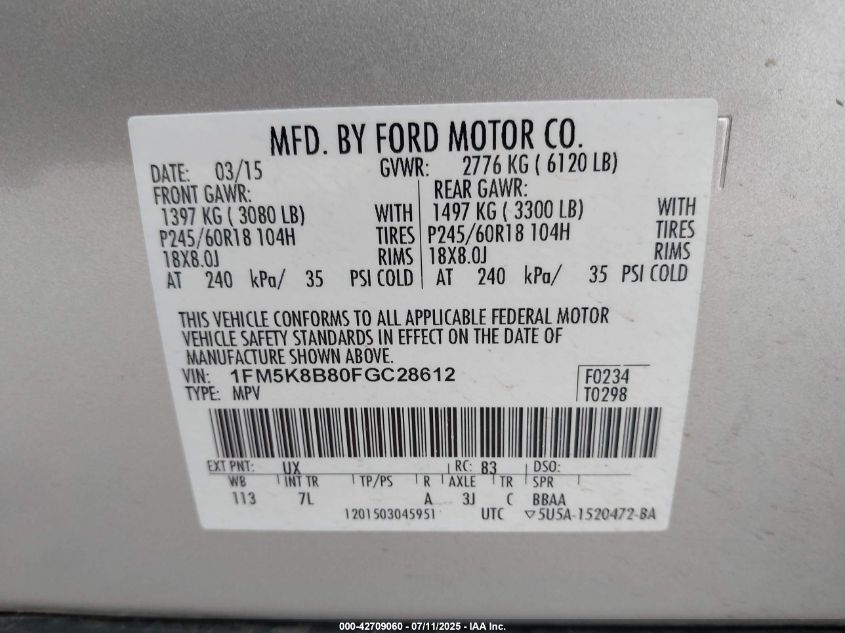 MFD. BY FORD MOTOR CO.
DATE: 03/15 GVWR: 2776 KG ( 6120 LB)
FRONT GAWR: REAR GAWR:
1397 KG ( 3080 LB) WITH 1497 KG ( 3300 LB) WITH
P245/60R18 104H TIRES P245/60R18 104H TIRES
18X8.0J RIMS 18X8.0J RIMS
AT 240 kPa/ 35 PSI COLD AT 240 kPa/ 35 PSI COLD
THIS VEHICLE CONFORMS TO ALL APPLICABLE FEDERAL MOTOR
VEHICLE SAFETY STANDARDS IN EFFECT ON THE DATE OF
MANUFACTURE SHOWN ABOVE.
VIN: 1FM5K8B80FGC28612 F0234
TYPE: MPV T0298
EXT PNT: UX RC: 83 DSO:
WB INT TR TP/PS R AXLE TR SPR
113 7L A 3J C BBAA
1201503045951 UTC ▽5U5A-1520472-BA
000-42709060 - 07/11/2025 - IAA Inc.